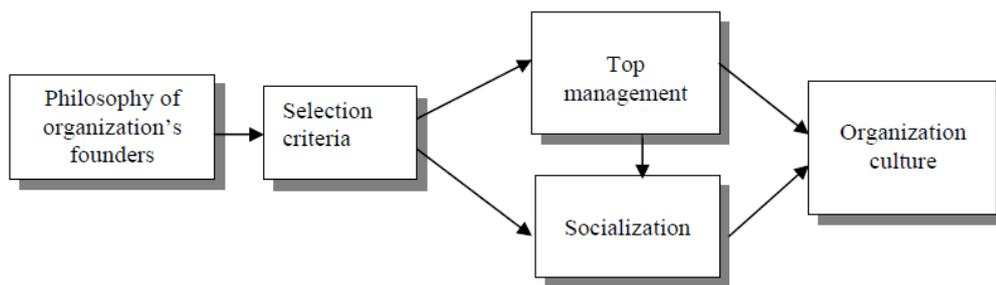 Philosophy of
organization's
founders
Selection
criteria
Top
management
Socialization
Organization
culture